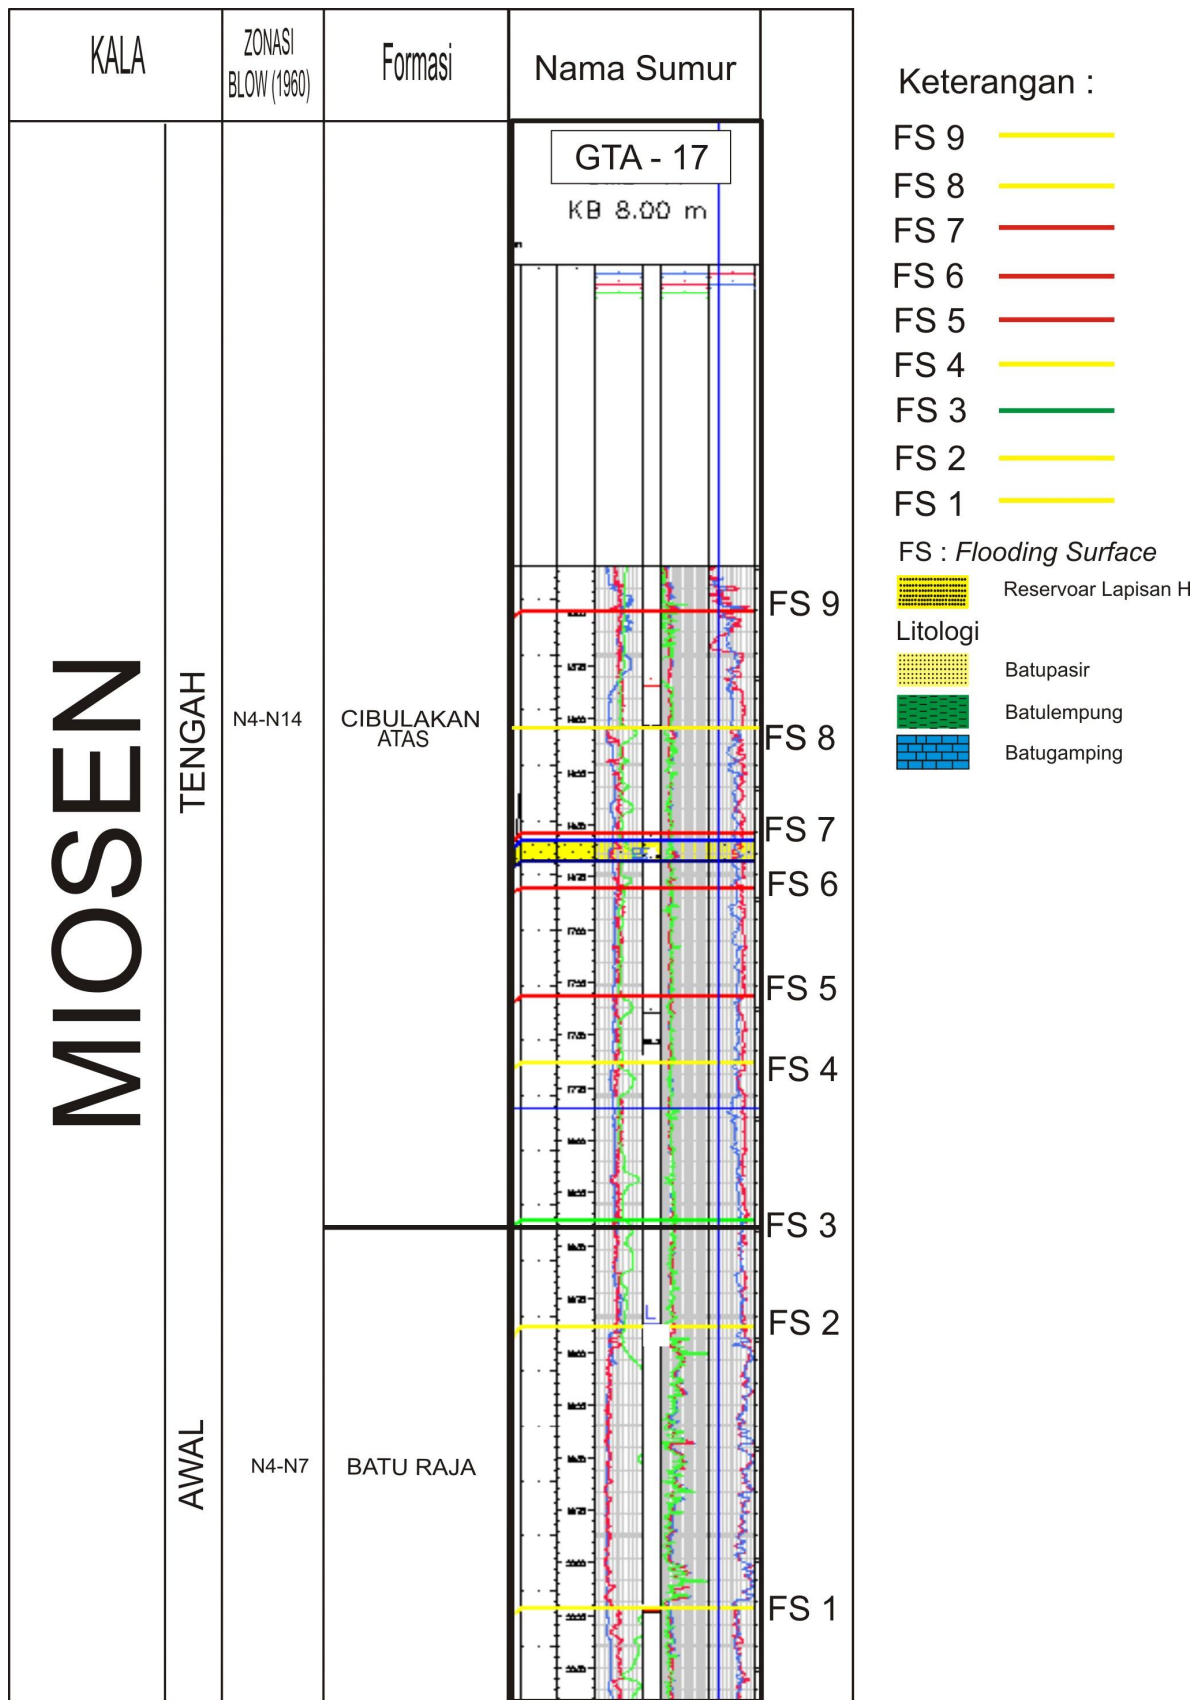 KALA
ZONASI
BLOW (1960)
Formasi
Nama Sumur
GTA - 17
KB 8.00 m
MIOSEN
TENGAH
N4-N14
CIBULAKAN
ATAS
AWAL
N4-N7
BATU RAJA
FS 9
FS 8
FS 7
FS 6
FS 5
FS 4
FS 3
FS 2
FS 1
Keterangan :
FS 9
FS 8
FS 7
FS 6
FS 5
FS 4
FS 3
FS 2
FS 1
FS : Flooding Surface
Reservoar Lapisan H
Litologi
Batupasir
Batulempung
Batugamping